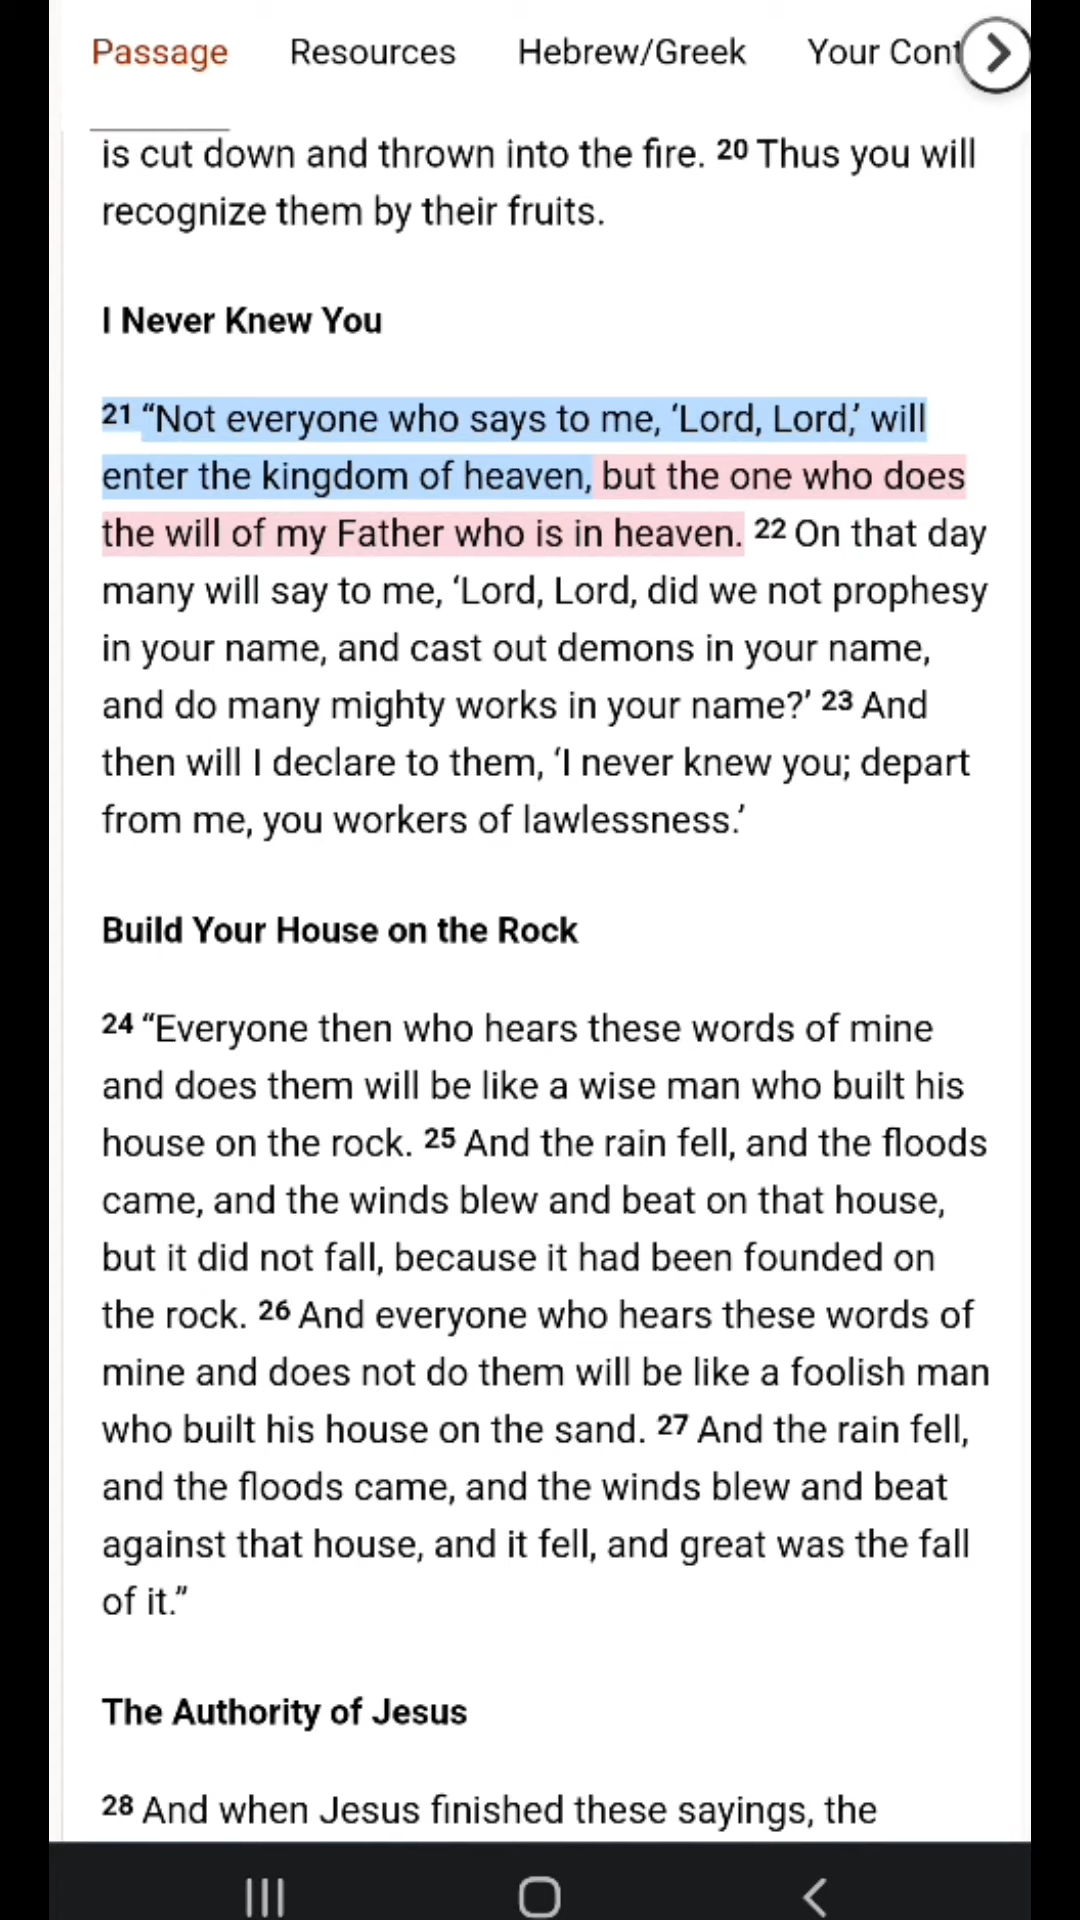 Passage Resources Hebrew/Greek Your Cont
is cut down and thrown into the fire. 20 Thus you will
recognize them by their fruits.
I Never Knew You
21 “Not everyone who says to me, ‘Lord, Lord,’ will
enter the kingdom of heaven, but the one who does
the will of my Father who is in heaven. 22 On that day
many will say to me, ‘Lord, Lord, did we not prophesy
in your name, and cast out demons in your name,
and do many mighty works in your name?’ 23 And
then will I declare to them, ‘I never knew you; depart
from me, you workers of lawlessness.’
Build Your House on the Rock
24 “Everyone then who hears these words of mine
and does them will be like a wise man who built his
house on the rock. 25 And the rain fell, and the floods
came, and the winds blew and beat on that house,
but it did not fall, because it had been founded on
the rock. 26 And everyone who hears these words of
mine and does not do them will be like a foolish man
who built his house on the sand. 27 And the rain fell,
and the floods came, and the winds blew and beat
against that house, and it fell, and great was the fall
of it.”
The Authority of Jesus
28 And when Jesus finished these sayings, the